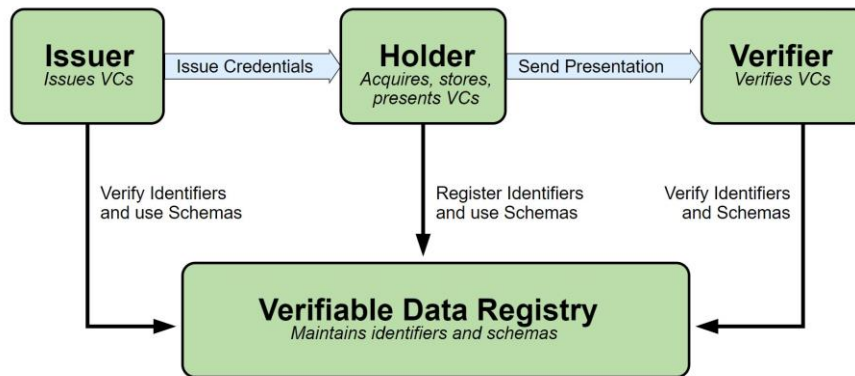 Issuer
Issues VCs
Issue Credentials
Holder
Acquires, stores,
presents VCs
Send Presentation
Verifier
Verifies VCs
Verify Identifiers
and use Schemas
Register Identifiers
and use Schemas
Verify Identifiers
and Schemas
Verifiable Data Registry
Maintains identifiers and schemas